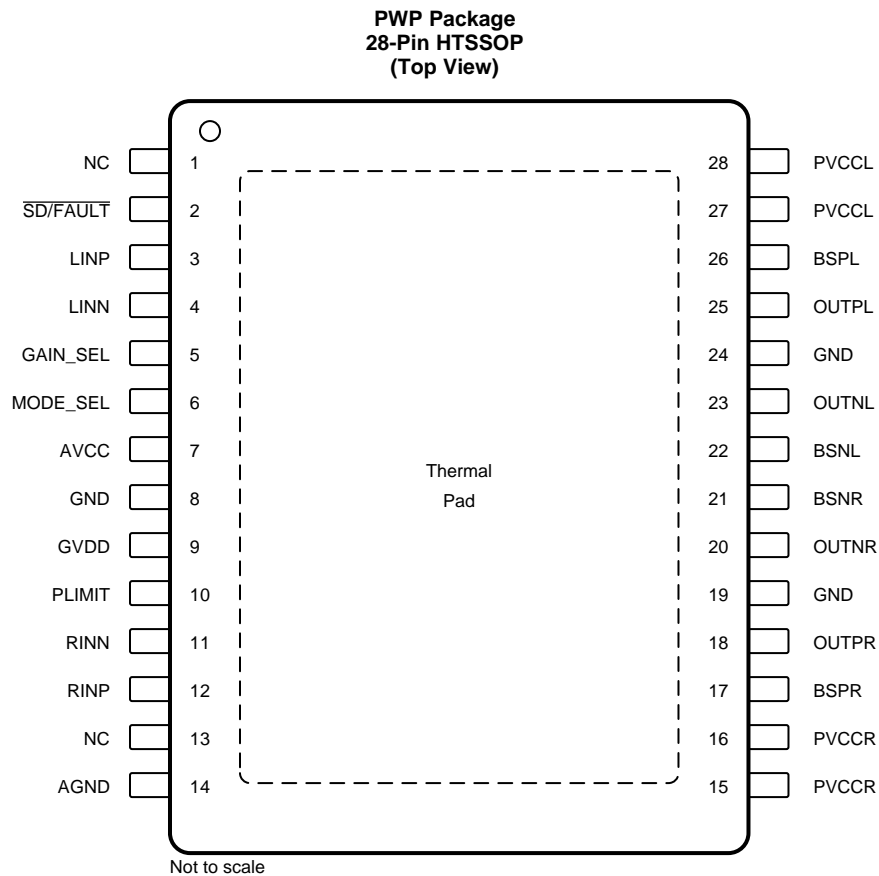 PWP Package
28-Pin HTSSOP
(Top View)
NC 1 28 PVCCL
SD/FAULT 2 27 PVCCL
LINP 3 26 BSPL
LINN 4 25 OUTPL
GAIN_SEL 5 24 GND
MODE_SEL 6 23 OUTNL
AVCC 7 22 BSNL
Thermal
Pad
GND 8 21 BSNR
GVDD 9 20 OUTNR
PLIMIT 10 19 GND
RINN 11 18 OUTPR
RINP 12 17 BSPR
NC 13 16 PVCCR
AGND 14 15 PVCCR
Not to scale